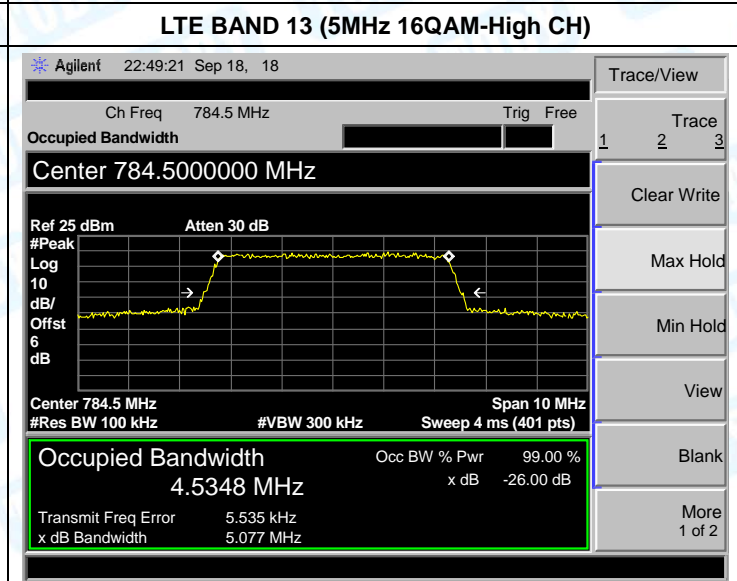 LTE BAND 13 (5MHz 16QAM-High CH)
Agilent 22:49:21 Sep 18, 18
Trace/View
Ch Freq 784.5 MHz Trig Free
Occupied Bandwidth
Trace
1 2 3
Center 784.5000000 MHz
Clear Write
Ref 25 dBm Atten 30 dB
#Peak
Log
10
dB/
Offst
6
dB
Max Hold
Min Hold
View
Center 784.5 MHz Span 10 MHz
#Res BW 100 kHz #VBW 300 kHz Sweep 4 ms (401 pts)
Occupied Bandwidth Occ BW % Pwr 99.00 %
4.5348 MHz x dB -26.00 dB
Blank
Transmit Freq Error 5.535 kHz
x dB Bandwidth 5.077 MHz
More
1 of 2